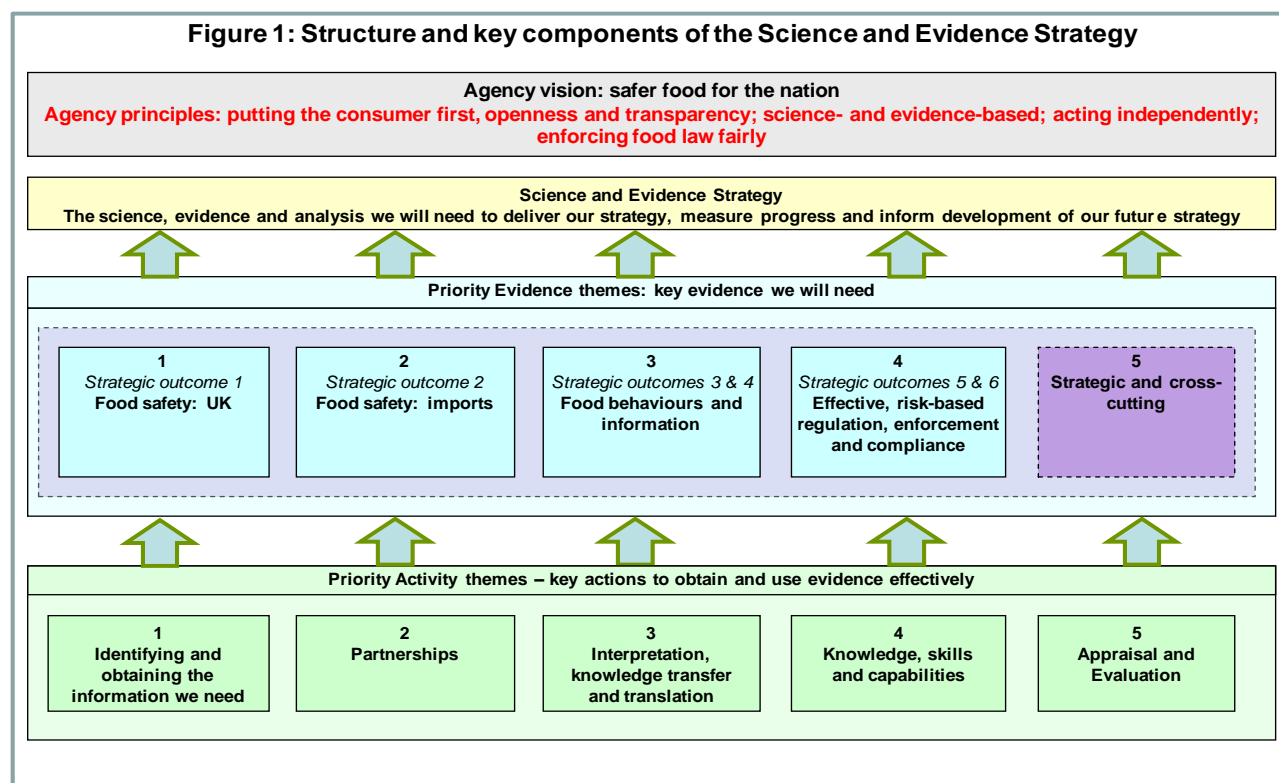 Figure 1: Structure and key components of the Science and Evidence Strategy
Agency vision: safer food for the nation
Agency principles: putting the consumer first, openness and transparency; science- and evidence-based; acting independently;
enforcing food law fairly
Science and Evidence Strategy
The science, evidence and analysis we will need to deliver our strategy, measure progress and inform development of our future strategy
Priority Evidence themes: key evidence we will need
1
Strategic outcome 1
Food safety: UK
2
Strategic outcome 2
Food safety: imports
3
Strategic outcomes 3 & 4
Food behaviours and
information
4
Strategic outcomes 5 & 6
Effective, risk-based
regulation, enforcement
and compliance
5
Strategic and cross-
cutting
Priority Activity themes – key actions to obtain and use evidence effectively
1
Identifying and
obtaining the
information we need
2
Partnerships
3
Interpretation,
knowledge transfer
and translation
4
Knowledge, skills
and capabilities
5
Appraisal and
Evaluation